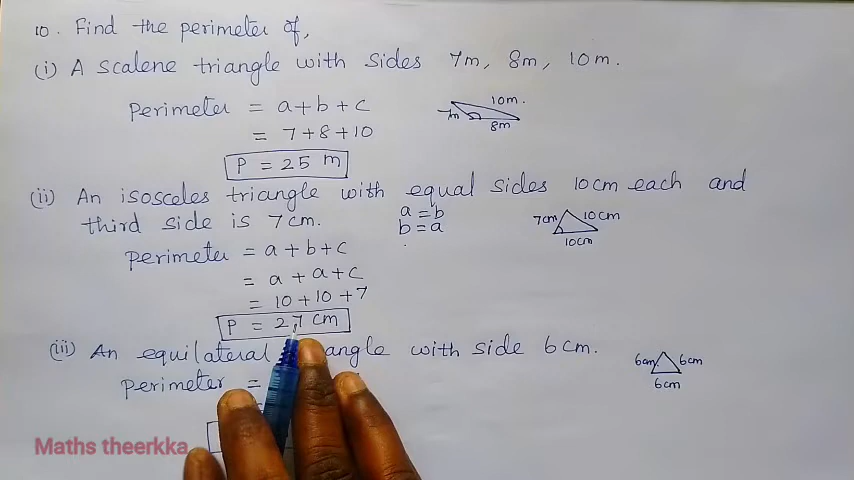 10. Find the perimeter of,
(i) A scalene triangle with sides 7m, 8m, 10m.
Perimeter = a+b+c
= 7+8+10
P = 25 m
10m.
7m
8m
(ii) An isosceles triangle with equal sides 10cm each and
third side is 7cm.
a = b
b = a
7cm 10cm
10cm
Perimeter = a+b+c
= a + a + c
= 10+10+7
P = 27 cm
(iii) An equilateral angle with side 6cm.
6cm 6cm
6cm
Perimeter =
Maths theerkka